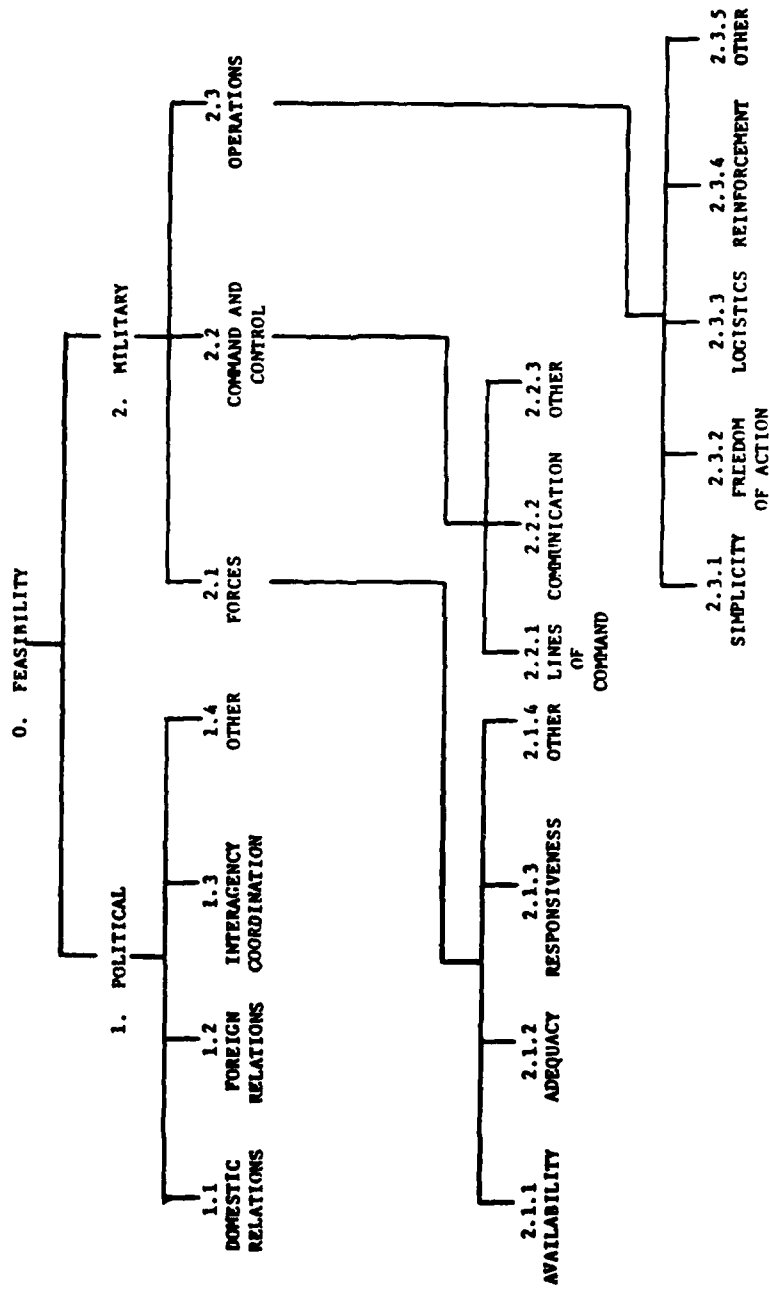 0. FEASIBILITY
1. POLITICAL
2. MILITARY
1.1
DOMESTIC
RELATIONS
1.2
FOREIGN
RELATIONS
1.3
INTERAGENCY
COORDINATION
1.4
OTHER
2.1
FORCES
2.2
COMMAND AND
CONTROL
2.3
OPERATIONS
2.1.1
AVAILABILITY
2.1.2
ADEQUACY
2.1.3
RESPONSIVENESS
2.1.4
OTHER
2.2.1
LINES
OF
COMMAND
2.2.2
COMMUNICATION
2.2.3
OTHER
2.3.1
SIMPLICITY
2.3.2
FREEDOM
OF ACTION
2.3.3
LOGISTICS
2.3.4
REINFORCEMENT
2.3.5
OTHER